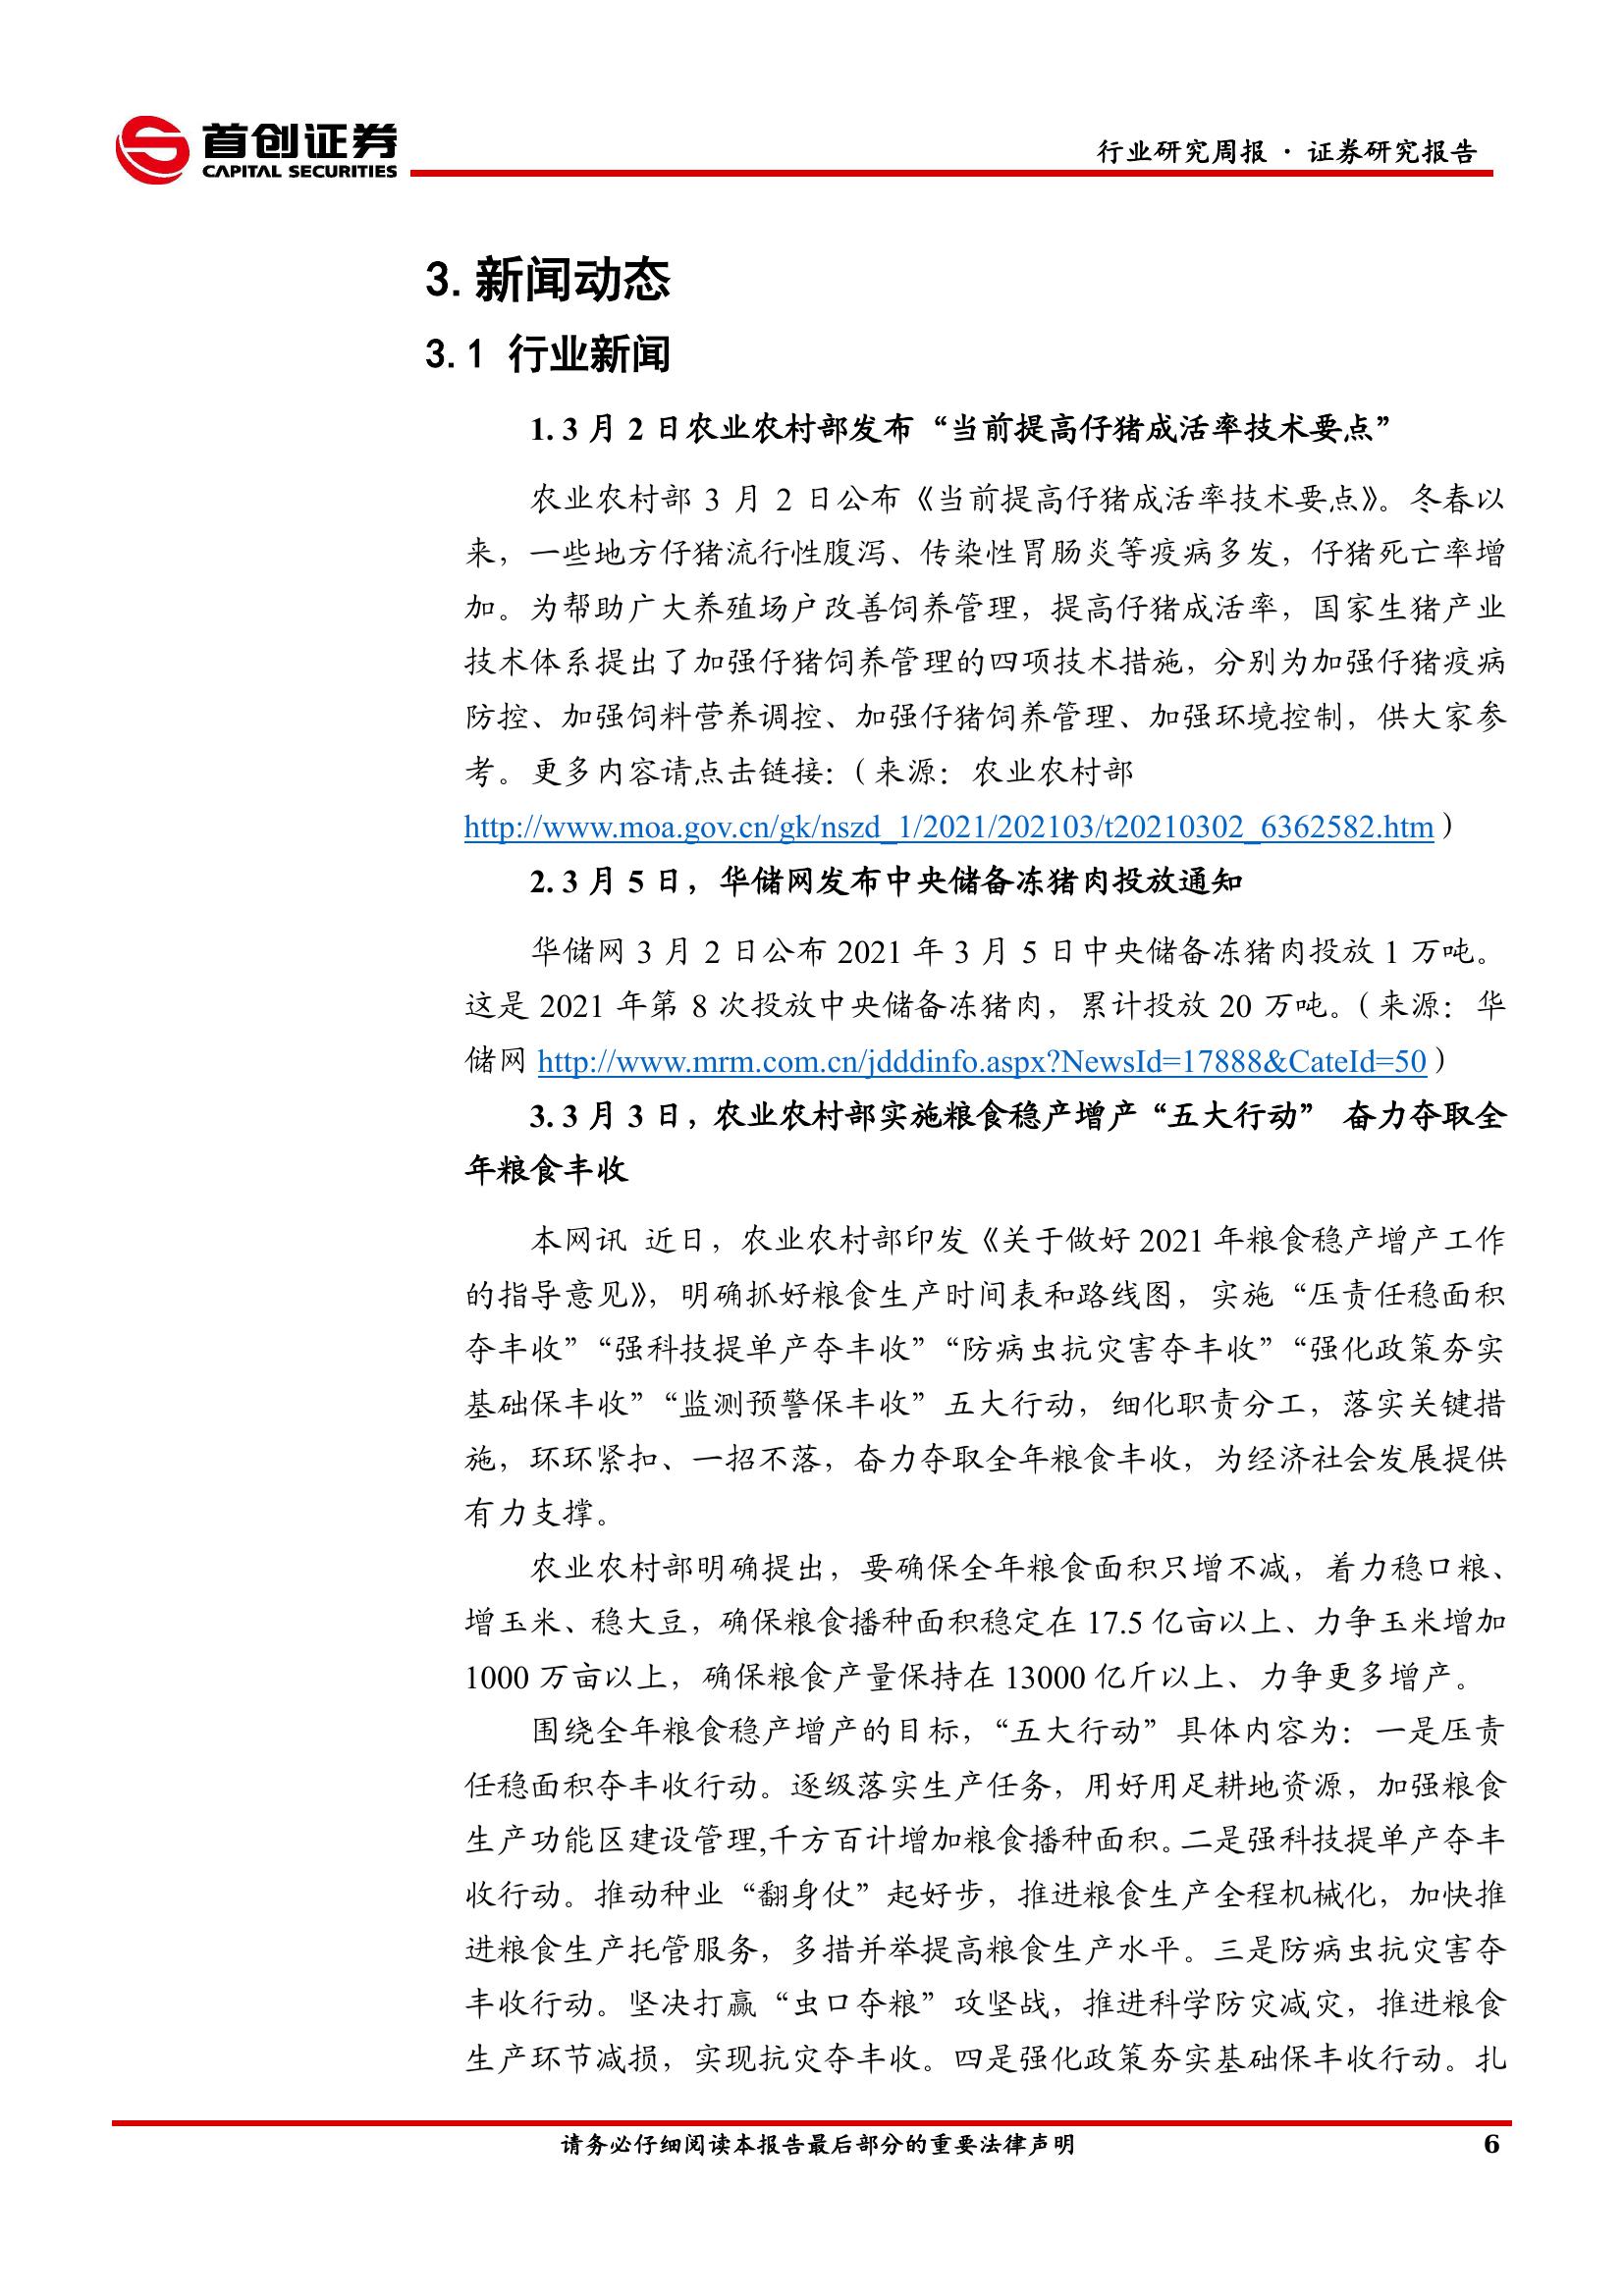 首创证券
CAPITAL SECURITIES
行业研究周报 · 证券研究报告
3.新闻动态
3.1 行业新闻
1. 3 月 2 日农业农村部发布“当前提高仔猪成活率技术要点”
农业农村部 3 月 2 日公布《当前提高仔猪成活率技术要点》。冬春以
来，一些地方仔猪流行性腹泻、传染性胃肠炎等疫病多发，仔猪死亡率增
加。为帮助广大养殖场户改善饲养管理，提高仔猪成活率，国家生猪产业
技术体系提出了加强仔猪饲养管理的四项技术措施，分别为加强仔猪疫病
防控、加强饲料营养调控、加强仔猪饲养管理、加强环境控制，供大家参
考。更多内容请点击链接：（来源：农业农村部
http://www.moa.gov.cn/gk/nszd_1/2021/202103/t20210302_6362582.htm）
2. 3 月 5 日，华储网发布中央储备冻猪肉投放通知
华储网 3 月 2 日公布 2021 年 3 月 5 日中央储备冻猪肉投放 1 万吨。
这是 2021 年第 8 次投放中央储备冻猪肉，累计投放 20 万吨。（来源：华
储网 http://www.mrm.com.cn/jdddinfo.aspx?NewsId=17888&CateId=50）
3. 3 月 3 日，农业农村部实施粮食稳产增产“五大行动” 奋力夺取全
年粮食丰收
本网讯 近日，农业农村部印发《关于做好 2021 年粮食稳产增产工作
的指导意见》，明确抓好粮食生产时间表和路线图，实施“压责任稳面积
夺丰收”“强科技提单产夺丰收”“防病虫抗灾害夺丰收”“强化政策夯实
基础保丰收”“监测预警保丰收”五大行动，细化职责分工，落实关键措
施，环环紧扣、一招不落，奋力夺取全年粮食丰收，为经济社会发展提供
有力支撑。
农业农村部明确提出，要确保全年粮食面积只增不减，着力稳口粮、
增玉米、稳大豆，确保粮食播种面积稳定在 17.5 亿亩以上、力争玉米增加
1000 万亩以上，确保粮食产量保持在 13000 亿斤以上、力争更多增产。
围绕全年粮食稳产增产的目标，“五大行动”具体内容为：一是压责
任稳面积夺丰收行动。逐级落实生产任务，用好用足耕地资源，加强粮食
生产功能区建设管理,千方百计增加粮食播种面积。二是强科技提单产夺丰
收行动。推动种业“翻身仗”起好步，推进粮食生产全程机械化，加快推
进粮食生产托管服务，多措并举提高粮食生产水平。三是防病虫抗灾害夺
丰收行动。坚决打赢“虫口夺粮”攻坚战，推进科学防灾减灾，推进粮食
生产环节减损，实现抗灾夺丰收。四是强化政策夯实基础保丰收行动。扎
请务必仔细阅读本报告最后部分的重要法律声明
6